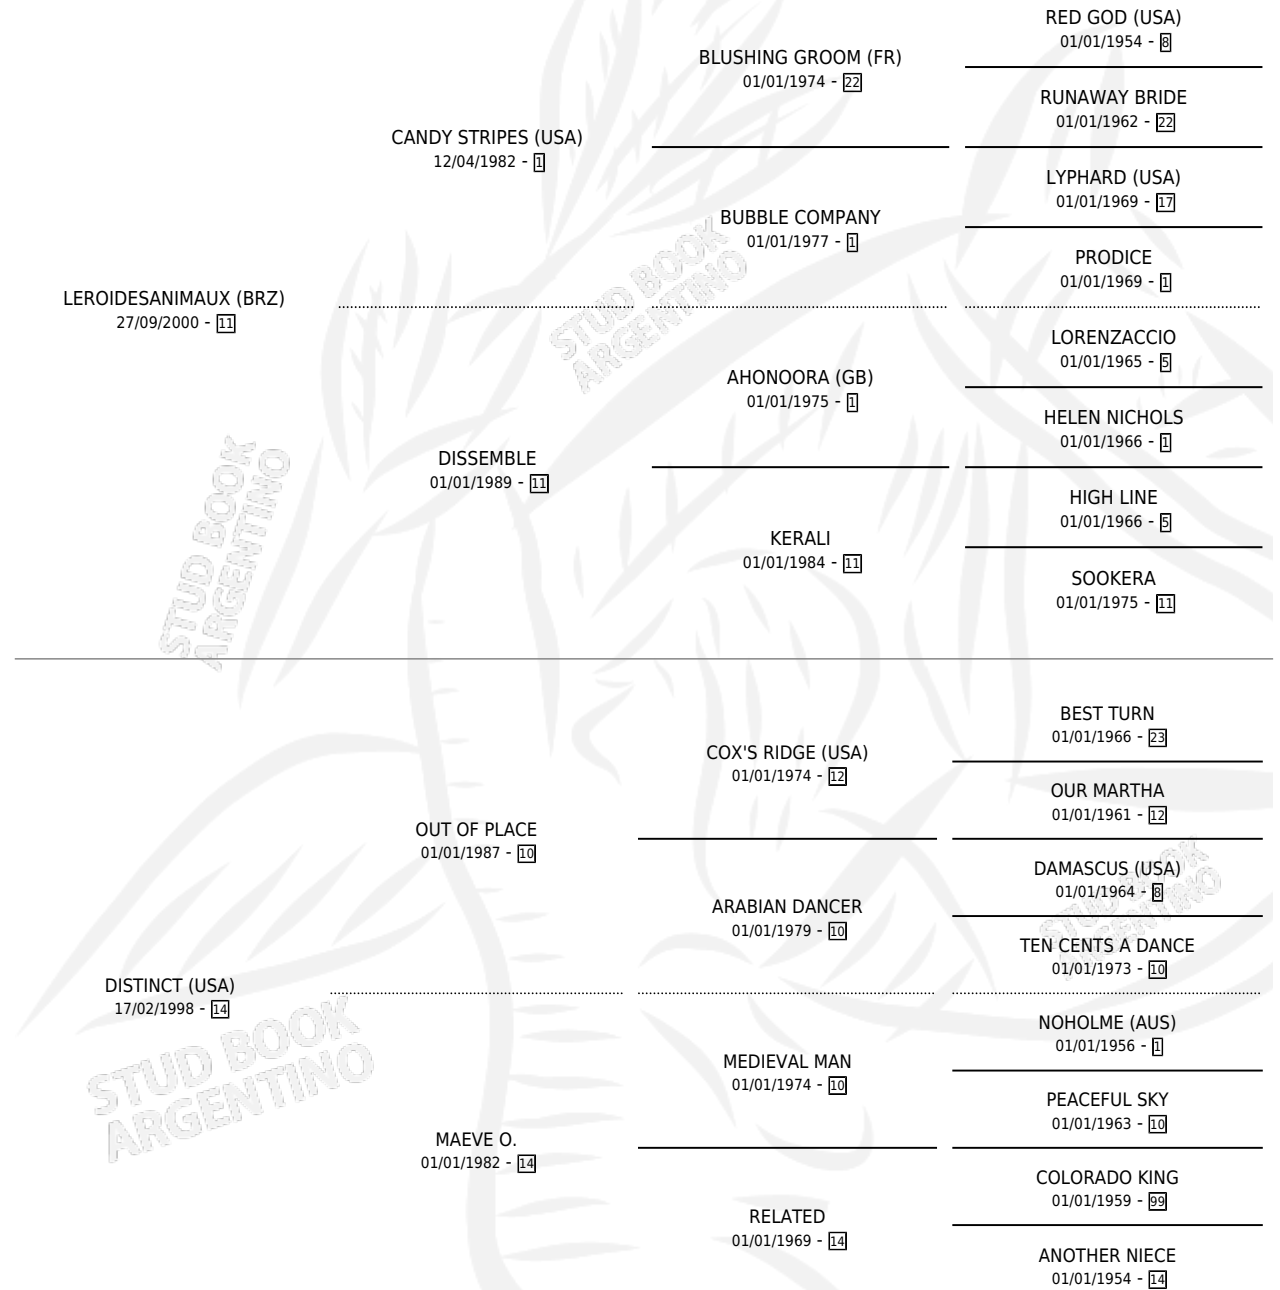 RED GOD (USA)
01/01/1954 - 8
BLUSHING GROOM (FR)
01/01/1974 - 22
RUNAWAY BRIDE
01/01/1962 - 22
CANDY STRIPES (USA)
12/04/1982 - 1
LYPHARD (USA)
01/01/1969 - 17
BUBBLE COMPANY
01/01/1977 - 1
PRODICE
01/01/1969 - 1
LEROIDESANIMAUX (BRZ)
27/09/2000 - 11
STUD BOOK
ARGENTINO
LORENZACCIO
01/01/1965 - 5
AHONOORA (GB)
01/01/1975 - 1
HELEN NICHOLS
01/01/1966 - 1
DISSEMBLE
01/01/1989 - 11
HIGH LINE
01/01/1966 - 5
KERALI
01/01/1984 - 11
SOOKERA
01/01/1975 - 11
STUD BOOK
ARGENTINO
BEST TURN
01/01/1966 - 23
COX'S RIDGE (USA)
01/01/1974 - 12
OUR MARTHA
01/01/1961 - 12
OUT OF PLACE
01/01/1987 - 10
DAMASCUS (USA)
01/01/1964 - 8
ARABIAN DANCER
01/01/1979 - 10
STUD BOOK
ARGENTINO
TEN CENTS A DANCE
01/01/1973 - 10
DISTINCT (USA)
17/02/1998 - 14
STUD BOOK
ARGENTINO
NOHOLME (AUS)
01/01/1956 - 1
MEDIEVAL MAN
01/01/1974 - 10
PEACEFUL SKY
01/01/1963 - 10
MAEVE O.
01/01/1982 - 14
COLORADO KING
01/01/1959 - 99
RELATED
01/01/1969 - 14
ANOTHER NIECE
01/01/1954 - 14